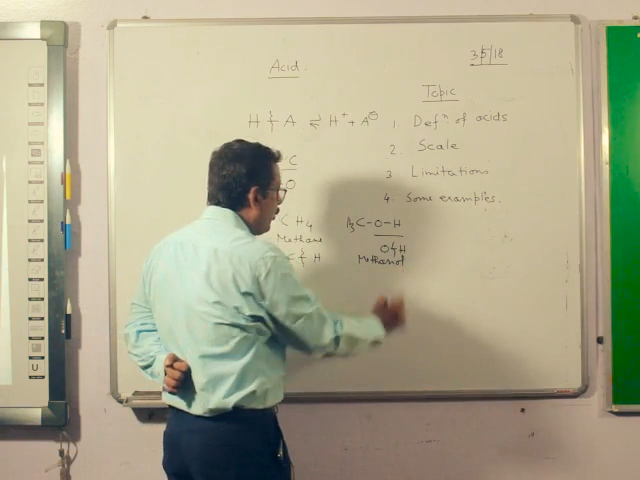 3/5/18
Acid
Topic
H A ⇌ H⁺ + A⊖
1. Defⁿ of acids
2. Scale
3 Limitations
4. Some examples.
C
O
CH4
Methane
C H
H3C-O-H
O H
Methanol
U